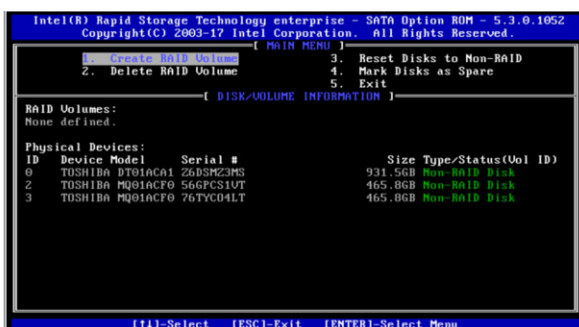 Intel(R) Rapid Storage Technology enterprise - SATA Option ROM - 5.3.0.1052
Copyright(C) 2003-17 Intel Corporation. All Rights Reserved.
[ MAIN MENU ]
1. Create RAID Volume 3. Reset Disks to Non-RAID
2. Delete RAID Volume 4. Mark Disks as Spare
5. Exit
[ DISK/VOLUME INFORMATION ]
RAID Volumes:
None defined.
Physical Devices:
ID Device Model Serial # Size Type/Status(Vol ID)
0 TOSHIBA DT01ACA1 Z6DSMZ3MS 931.5GB Non-RAID Disk
2 TOSHIBA MQ01ACF0 56GPCS1VT 465.8GB Non-RAID Disk
3 TOSHIBA MQ01ACF0 76TYC04LT 465.8GB Non-RAID Disk
[↑↓]-Select [ESC]-Exit [ENTER]-Select Menu